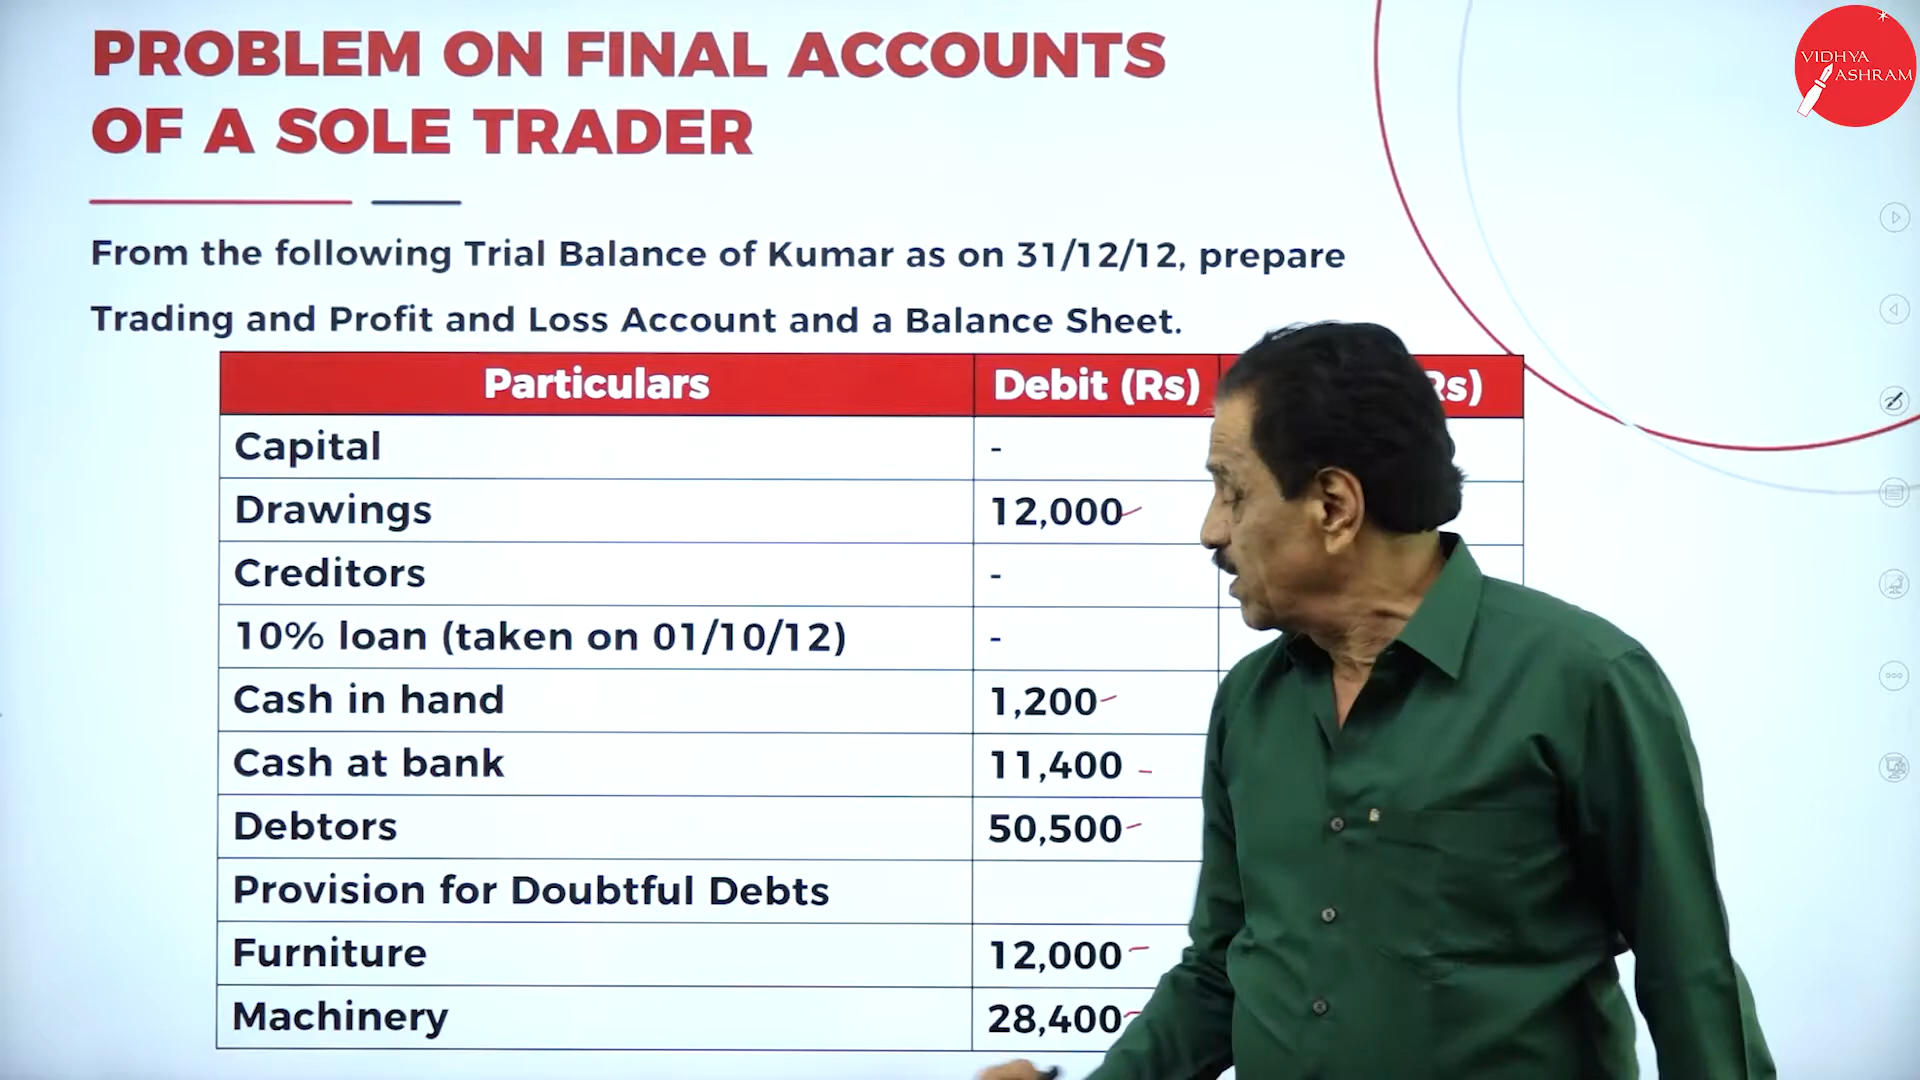 PROBLEM ON FINAL ACCOUNTS
OF A SOLE TRADER
VIDHYA
ASHRAM
From the following Trial Balance of Kumar as on 31/12/12, prepare
Trading and Profit and Loss Account and a Balance Sheet.
Particulars Debit (Rs) Rs)
Capital -
Drawings 12,000
Creditors -
10% loan (taken on 01/10/12) -
Cash in hand 1,200
Cash at bank 11,400
Debtors 50,500
Provision for Doubtful Debts
Furniture 12,000
Machinery 28,400